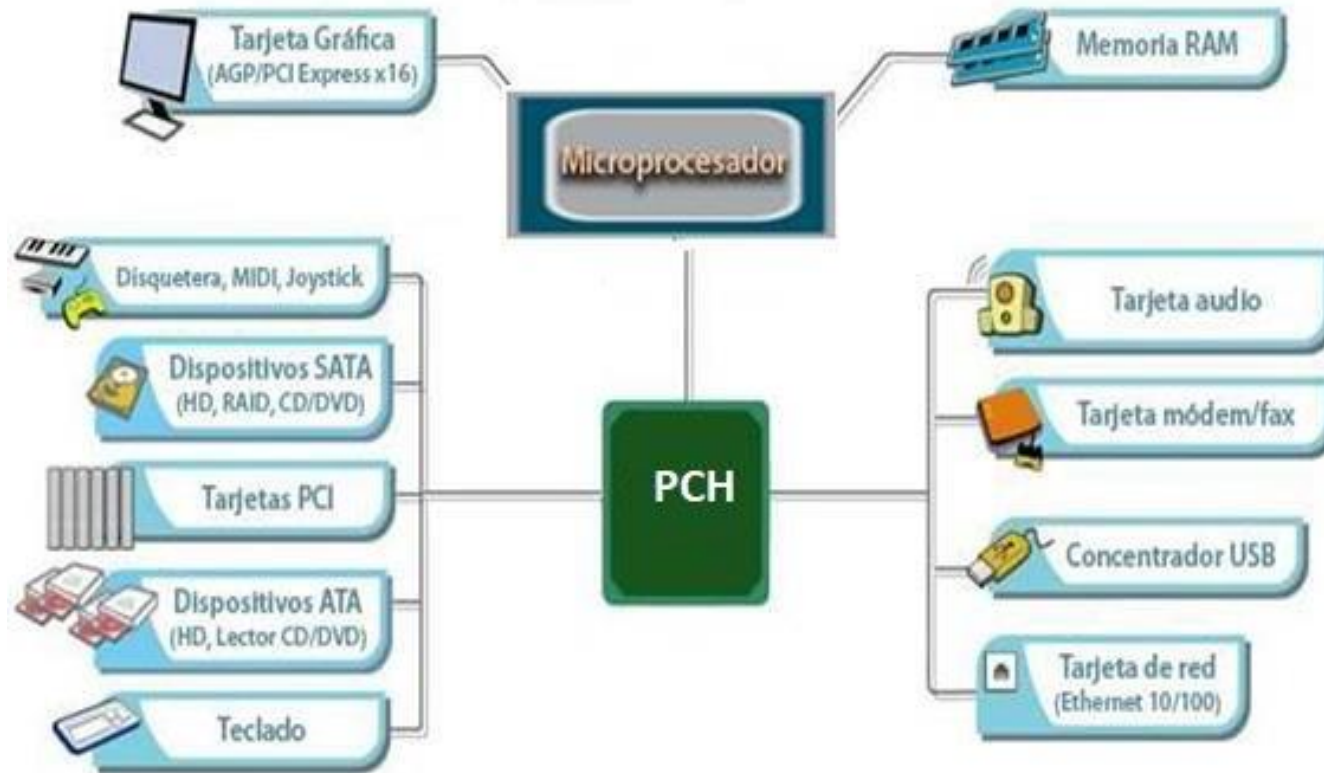 Tarjeta Gráfica
(AGP/PCI Express x16)
Memoria RAM
Microprocesador
Disquetera, MIDI, Joystick
Dispositivos SATA
(HD, RAID, CD/DVD)
Tarjetas PCI
Dispositivos ATA
(HD, Lector CD/DVD)
Teclado
PCH
Tarjeta audio
Tarjeta módem/fax
Concentrador USB
Tarjeta de red
(Ethernet 10/100)